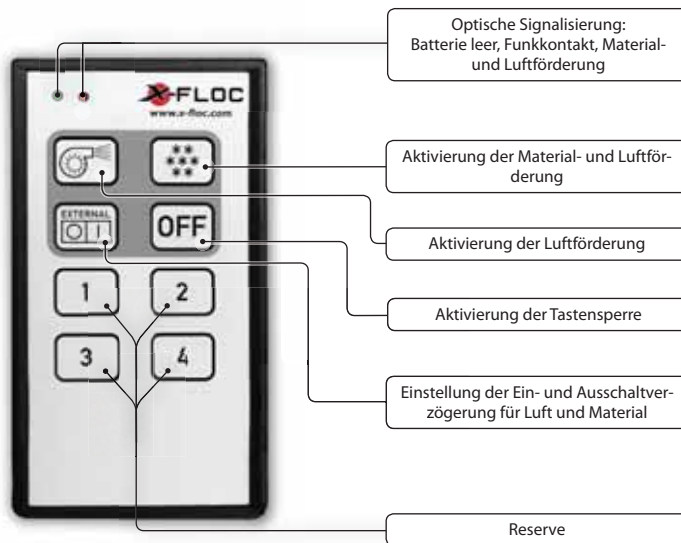 Optische Signalisierung:
Batterie leer, Funkkontakt, Material-
und Luftförderung
X-FLOC
www.x-floc.com
Aktivierung der Material- und Luftför-
derung
EXTERNAL
OFF
Aktivierung der Luftförderung
1
2
Aktivierung der Tastensperre
3
4
Einstellung der Ein- und Ausschaltver-
zögerung für Luft und Material
Reserve